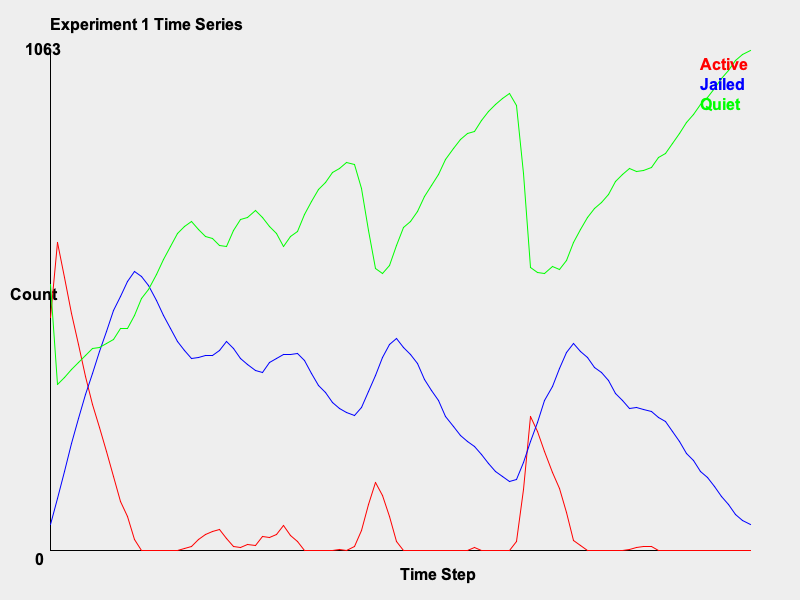 Experiment 1 Time Series
1063
Active
Jailed
Quiet
Count
0
Time Step